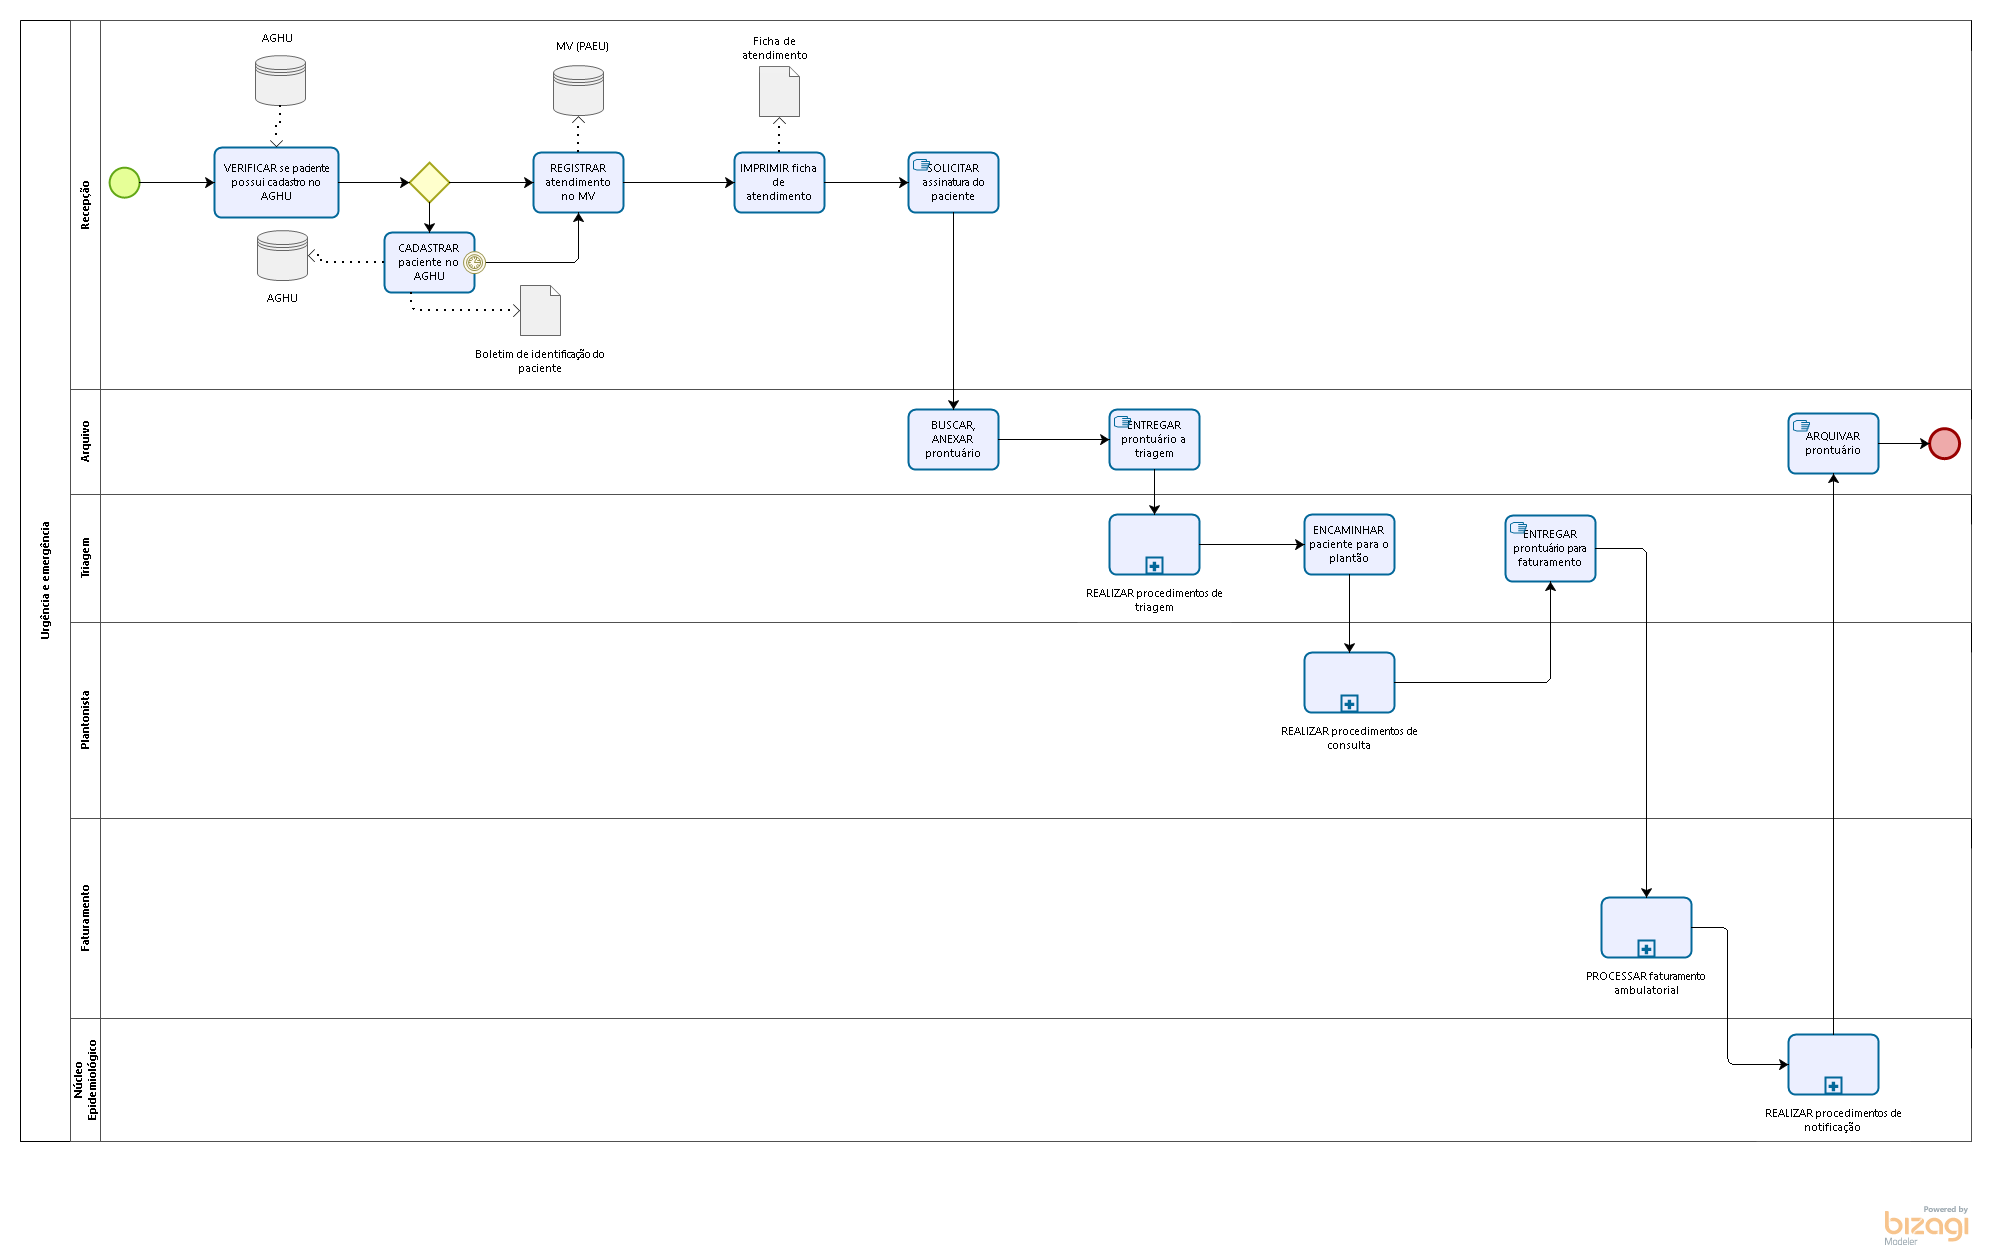 Urgência e emergência
Recepção
AGHU
MV (PAEU)
Ficha de
atendimento
VERIFICAR se paciente
possui cadastro no
AGHU
REGISTRAR
atendimento
no MV
IMPRIMIR ficha
de
atendimento
SOLICITAR
assinatura do
paciente
CADASTRAR
paciente no
AGHU
AGHU
Boletim de identificação do
paciente
Arquivo
BUSCAR,
ANEXAR
prontuário
ENTREGAR
prontuário a
triagem
ARQUIVAR
prontuário
Triagem
REALIZAR procedimentos de
triagem
ENCAMINHAR
paciente para o
plantão
ENTREGAR
prontuário para
faturamento
Plantonista
REALIZAR procedimentos de
consulta
Faturamento
PROCESSAR faturamento
ambulatorial
Núcleo
Epidemiológico
REALIZAR procedimentos de
notificação
Powered by
bizagi
Modeler